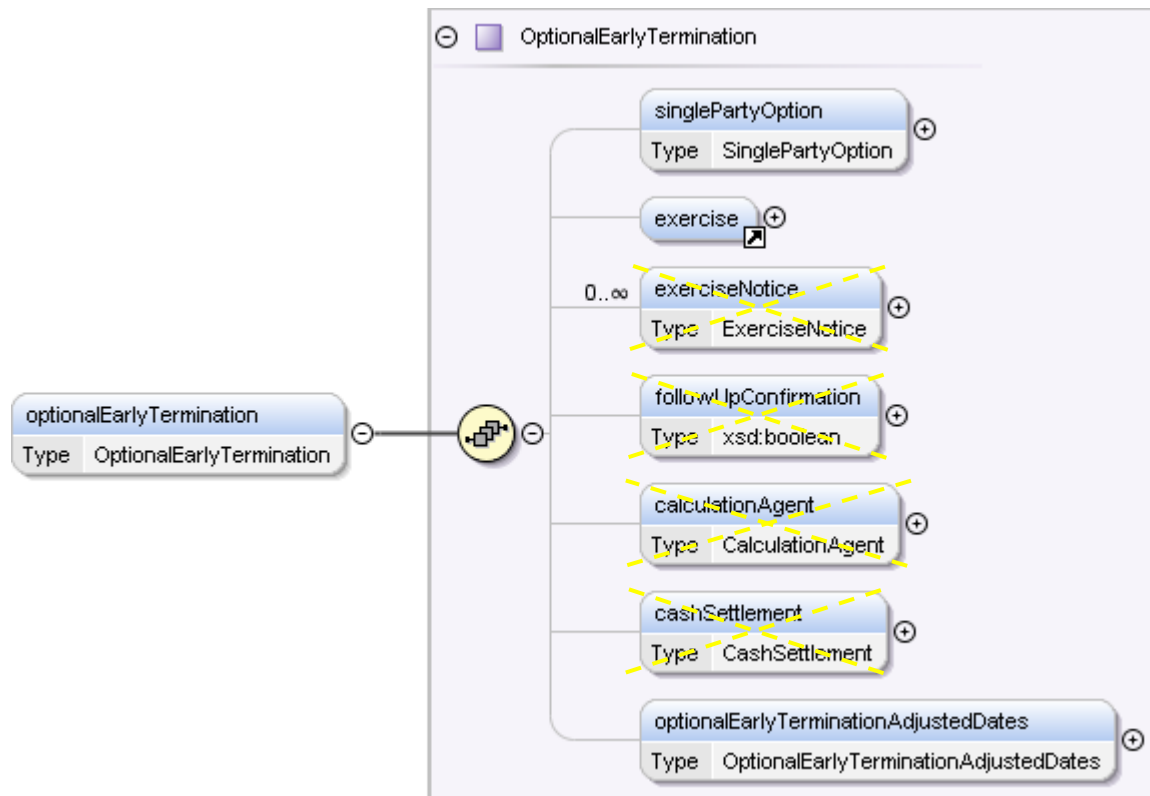 OptionalEarlyTermination
singlePartyOption
Type SinglePartyOption
exercise
0..∞
exerciseNotice
Type ExerciseNotice
followUpConfirmation
Type xsd:boolean
optionalEarlyTermination
Type OptionalEarlyTermination
calculationAgent
Type CalculationAgent
cashSettlement
Type CashSettlement
optionalEarlyTerminationAdjustedDates
Type OptionalEarlyTerminationAdjustedDates